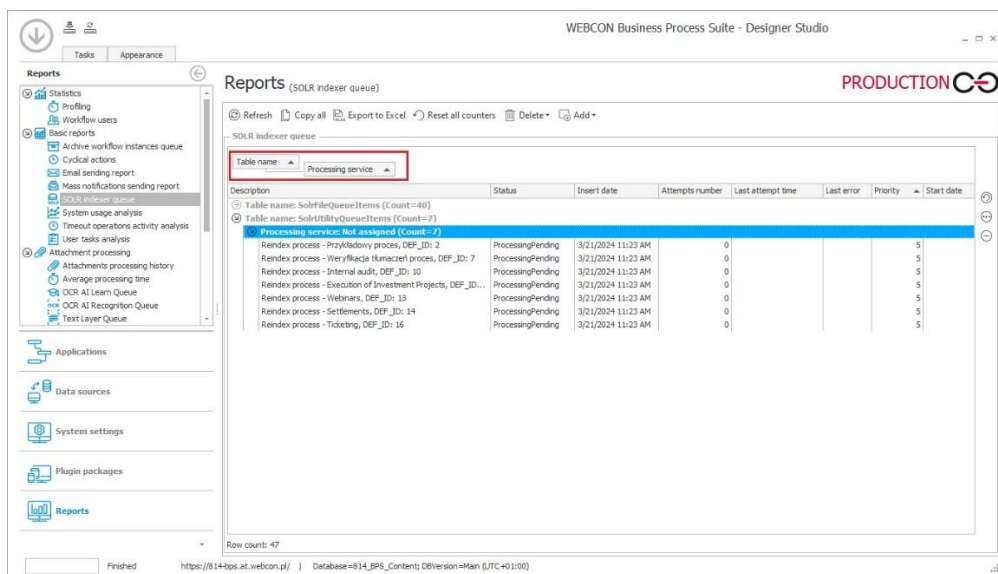 WEBCON Business Process Suite - Designer Studio
Tasks Appearance
Reports
Statistics
Profiling
Workflow users
Basic reports
Archive workflow instances queue
Cyclical actions
Email sending report
Mass notifications sending report
SOLR indexer queue
System usage analysis
Timeout operations activity analysis
User tasks analysis
Attachment processing
Attachments processing history
Average processing time
OCR AI Learn Queue
OCR AI Recognition Queue
Text Layer Queue
Applications
Data sources
System settings
Plugin packages
Reports
Reports (SOLR indexer queue)
PRODUCTION
Refresh Copy all Export to Excel Reset all counters Delete Add
SOLR indexer queue
Table name
Processing service
Description Status Insert date Attempts number Last attempt time Last error Priority Start date
Table name: SolrFileQueueItems (Count=40)
Table name: SolrUtilityQueueItems (Count=7)
Processing service: Not assigned (Count=7)
Reindex process - Przykładowy proces, DEF_ID: 2 ProcessingPending 3/21/2024 11:23 AM 0 5
Reindex process - Weryfikacja tłumaczeń proces, DEF_ID: 7 ProcessingPending 3/21/2024 11:23 AM 0 5
Reindex process - Internal audit, DEF_ID: 10 ProcessingPending 3/21/2024 11:23 AM 0 5
Reindex process - Execution of Investment Projects, DEF_ID... ProcessingPending 3/21/2024 11:23 AM 0 5
Reindex process - Webinars, DEF_ID: 13 ProcessingPending 3/21/2024 11:23 AM 0 5
Reindex process - Settlements, DEF_ID: 14 ProcessingPending 3/21/2024 11:23 AM 0 5
Reindex process - Ticketing, DEF_ID: 16 ProcessingPending 3/21/2024 11:23 AM 0 5
Row count: 47
Finished https://814-bps.at.webcon.pl/ | Database=814_BPS_Content; DBVersion=Main (UTC+01:00)